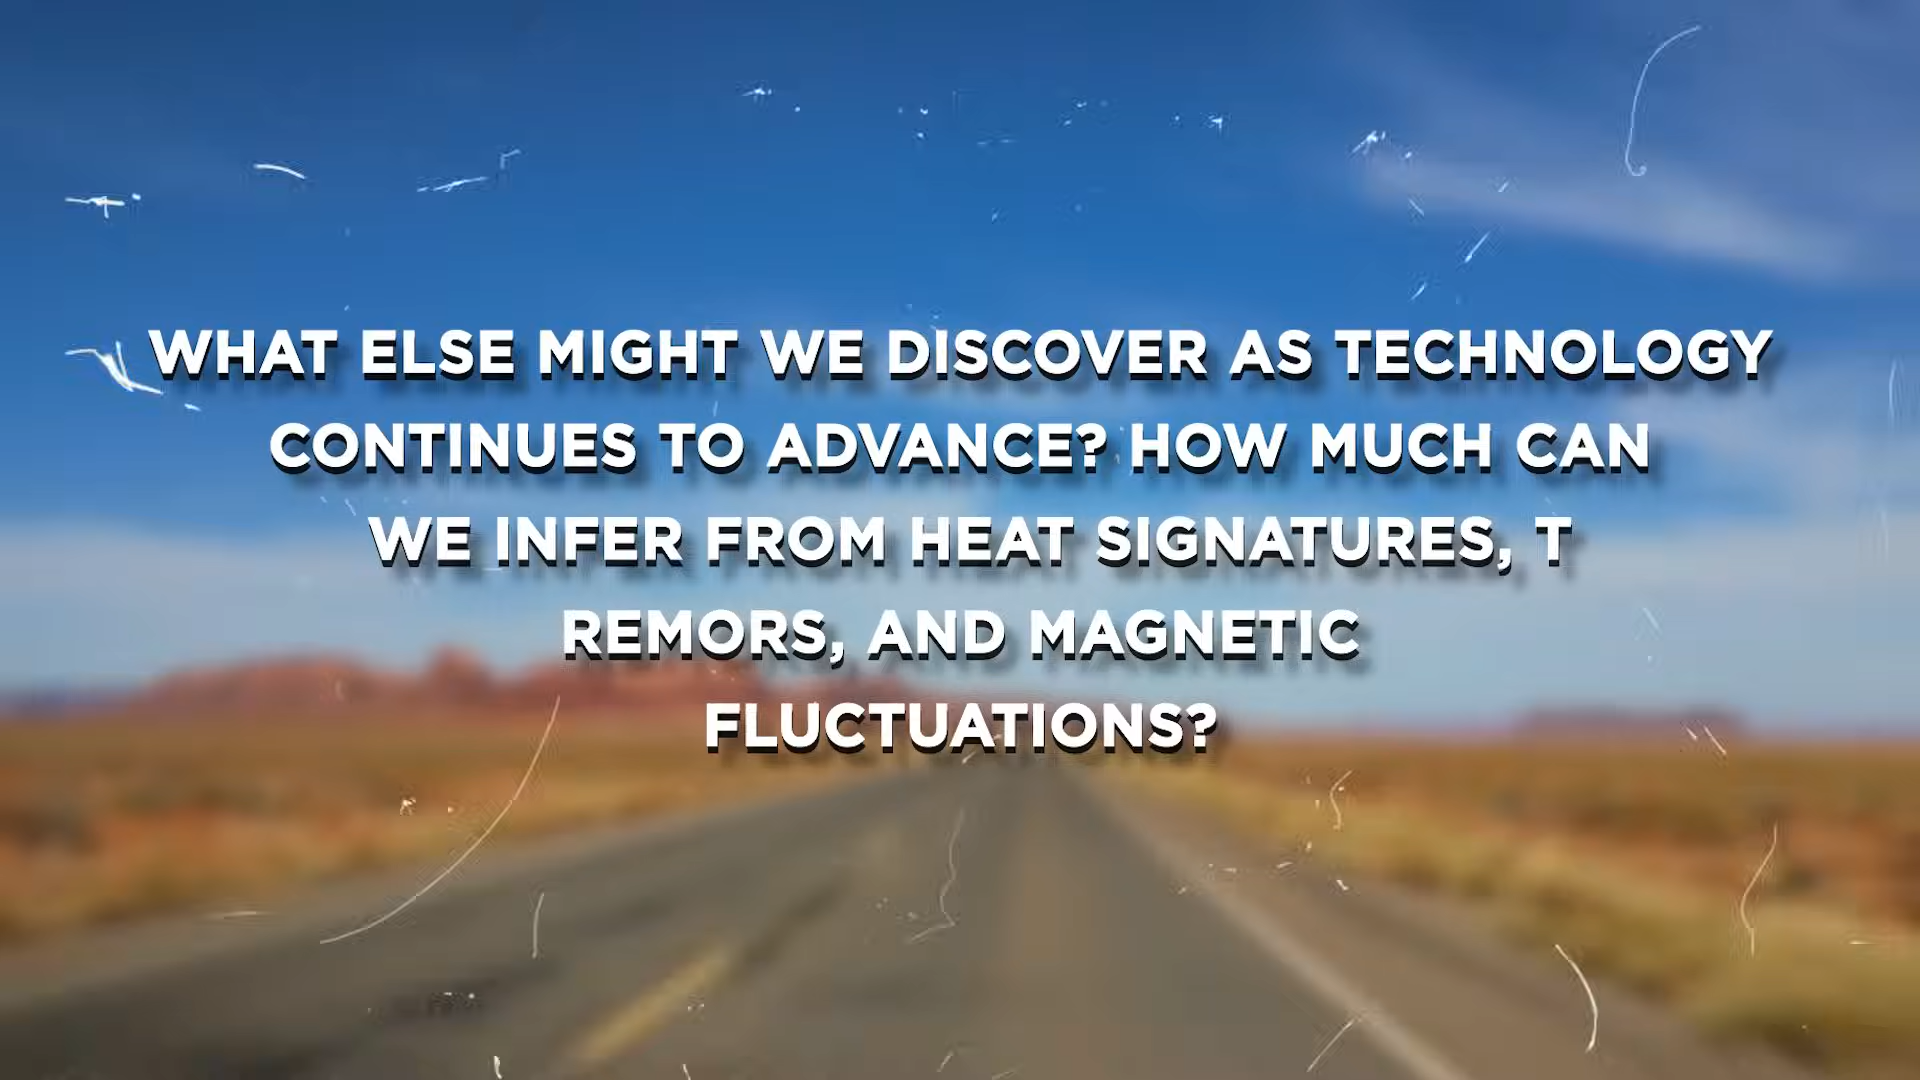 WHAT ELSE MIGHT WE DISCOVER AS TECHNOLOGY
CONTINUES TO ADVANCE? HOW MUCH CAN
WE INFER FROM HEAT SIGNATURES, T
REMORS, AND MAGNETIC
FLUCTUATIONS?